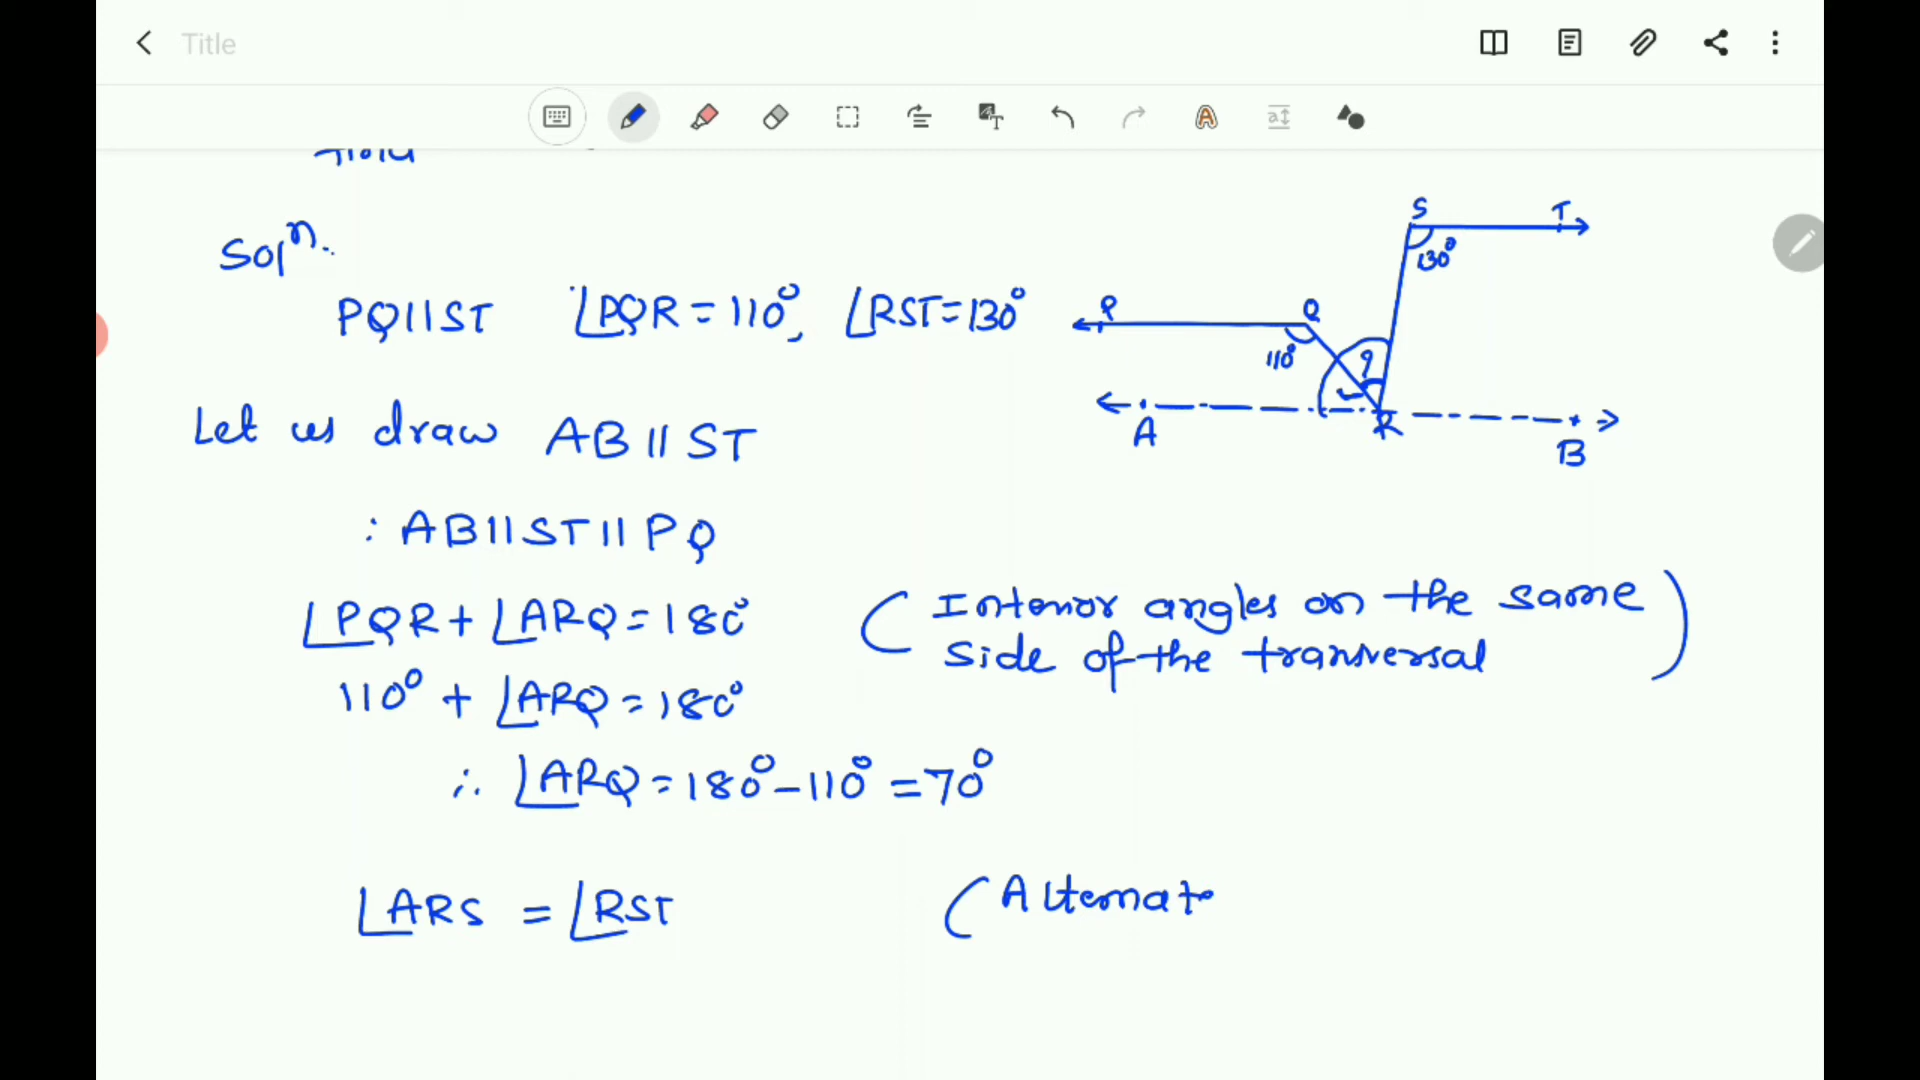 Title
Solⁿ.
PQ||ST ∠PQR = 110°, ∠RST = 130°
Let us draw AB || ST
∴ AB||ST||PQ
∠PQR + ∠ARQ = 180° (Interior angles on the same
side of the transversal)
110° + ∠ARQ = 180°
∴ ∠ARQ = 180° - 110° = 70°
∠ARS = ∠RST (Alternate
S T
130°
P Q
110° ?
A R B